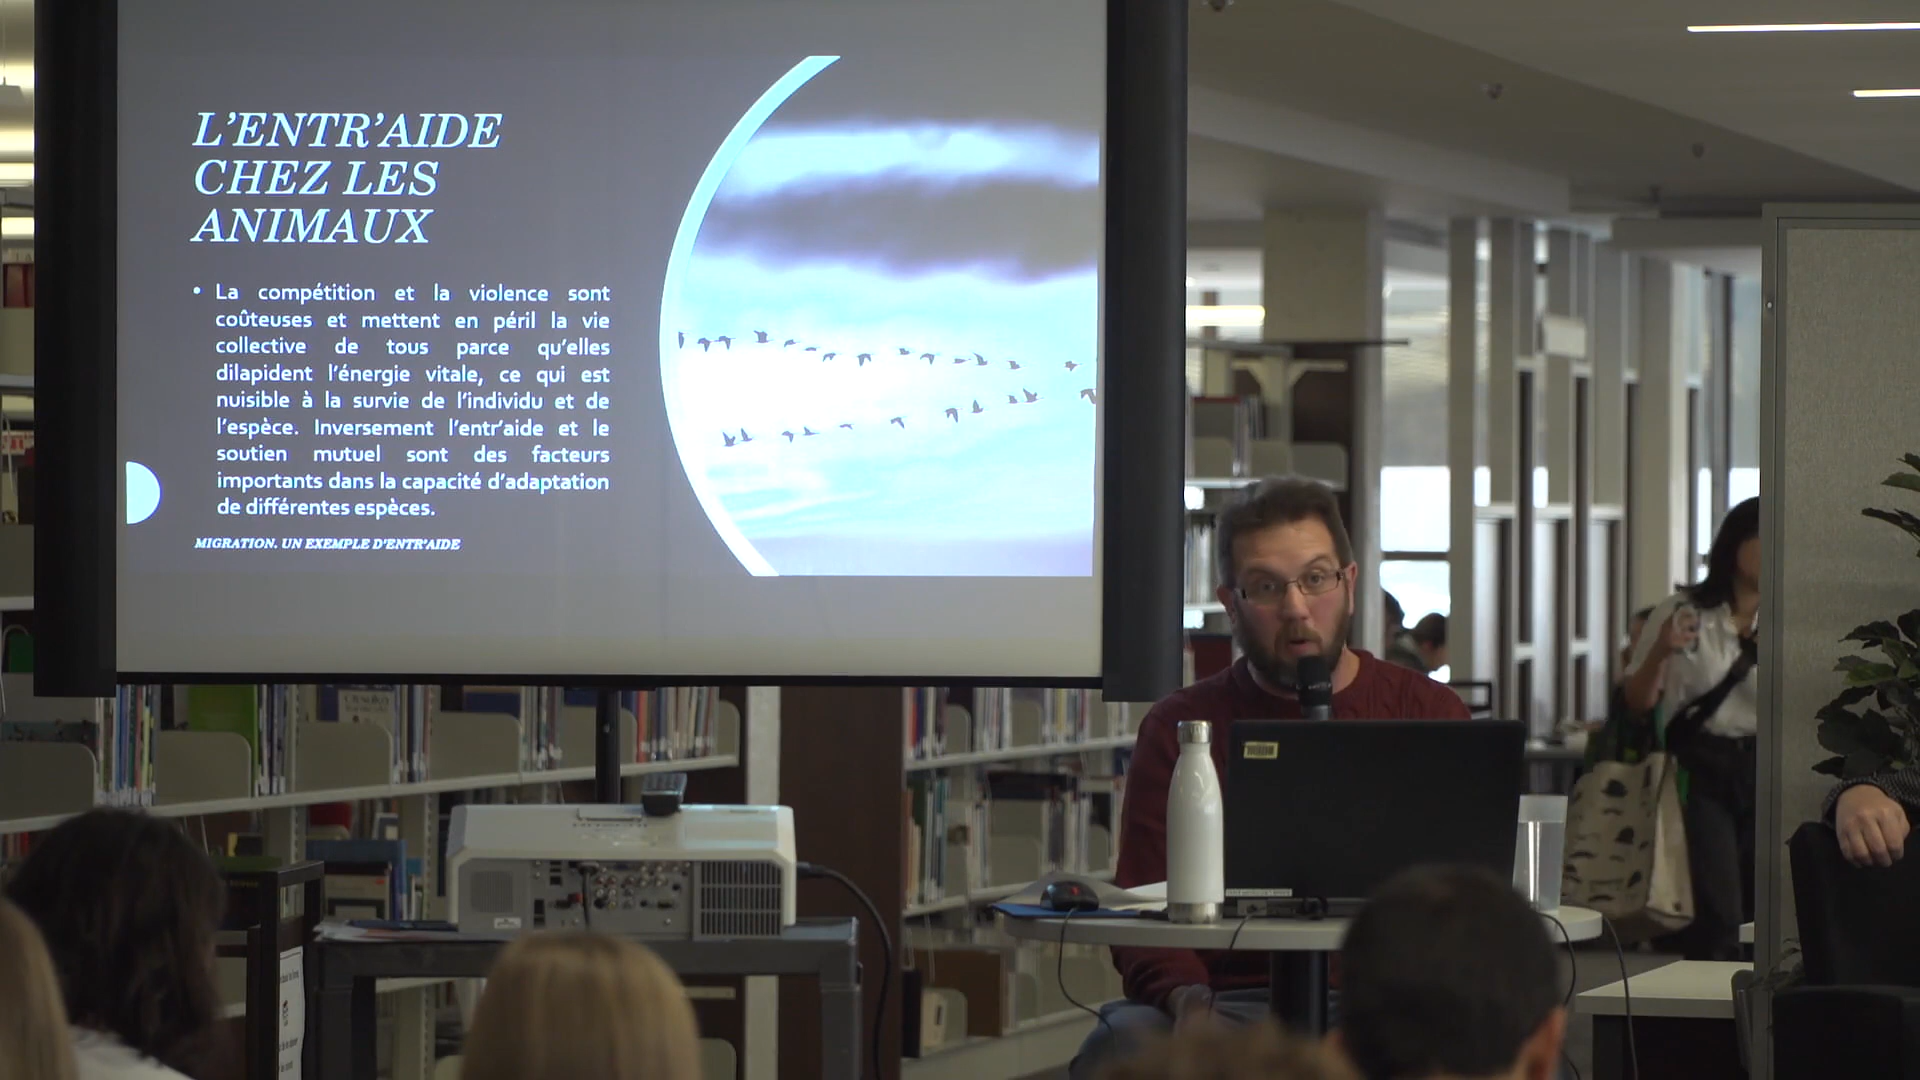 L'ENTR'AIDE
CHEZ LES
ANIMAUX
• La compétition et la violence sont
coûteuses et mettent en péril la vie
collective de tous parce qu'elles
dilapident l'énergie vitale, ce qui est
nuisible à la survie de l'individu et de
l'espèce. Inversement l'entr'aide et le
soutien mutuel sont des facteurs
importants dans la capacité d'adaptation
de différentes espèces.
MIGRATION. UN EXEMPLE D'ENTR'AIDE